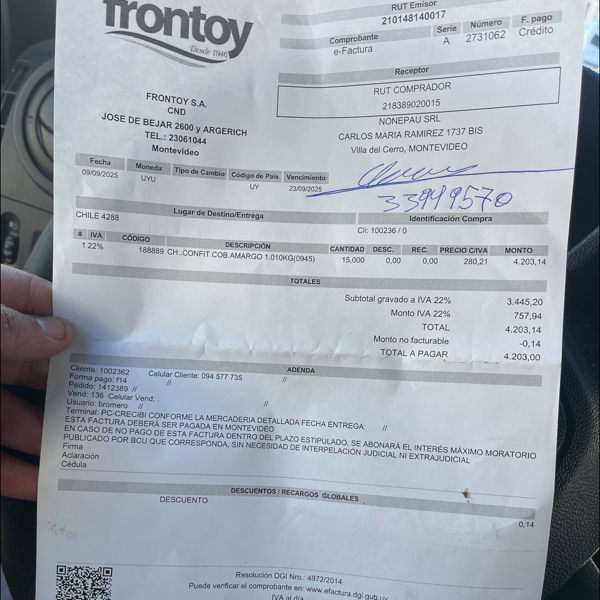 frontoy
Desde 1946
RUT Emisor
210148140017
Comprobante Serie Número F. pago
e-Factura A 2731062 Crédito
Receptor
RUT COMPRADOR
218389020015
FRONTOY S.A.
CND
JOSE DE BEJAR 2600 y ARGERICH
TEL.: 23061044
Montevideo
NONEPAU SRL
CARLOS MARIA RAMIREZ 1737 BIS
Villa del Cerro, MONTEVIDEO
Fecha Moneda Tipo de Cambio Código de País Vencimiento
09/09/2025 UYU UY 23/09/2025
33949570
Lugar de Destino/Entrega Identificación Compra
CHILE 4288 Cli: 100236 / 0
# IVA CÓDIGO DESCRIPCIÓN CANTIDAD DESC. REC. PRECIO C/IVA MONTO
1 22% 188889 CH_CONFIT.COB.AMARGO 1.010KG(0945) 15,000 0,00 0,00 280,21 4.203,14
TOTALES
Subtotal gravado a IVA 22% 3.445,20
Monto IVA 22% 757,94
TOTAL 4.203,14
Monto no facturable -0,14
TOTAL A PAGAR 4.203,00
ADENDA
Cliente: 1002362 Celular Cliente: 094 577 735 //
Forma pago: f14 //
Pedido: 1412389 //
Vend: 136 Celular Vend: . //
Usuario: bromero //
Terminal: PC-CRECIBI CONFORME LA MERCADERIA DETALLADA FECHA ENTREGA: //
ESTA FACTURA DEBERÁ SER PAGADA EN MONTEVIDEO
EN CASO DE NO PAGO DE ESTA FACTURA DENTRO DEL PLAZO ESTIPULADO, SE ABONARÁ EL INTERÉS MÁXIMO MORATORIO
PUBLICADO POR BCU QUE CORRESPONDA, SIN NECESIDAD DE INTERPELACIÓN JUDICIAL NI EXTRAJUDICIAL
Firma
Aclaración
Cédula
DESCUENTOS / RECARGOS GLOBALES
DESCUENTO 0,14
Resolución DGI Nro.: 4972/2014
Puede verificar el comprobante en: www.efactura.dgi.gub.uy
IVA al día